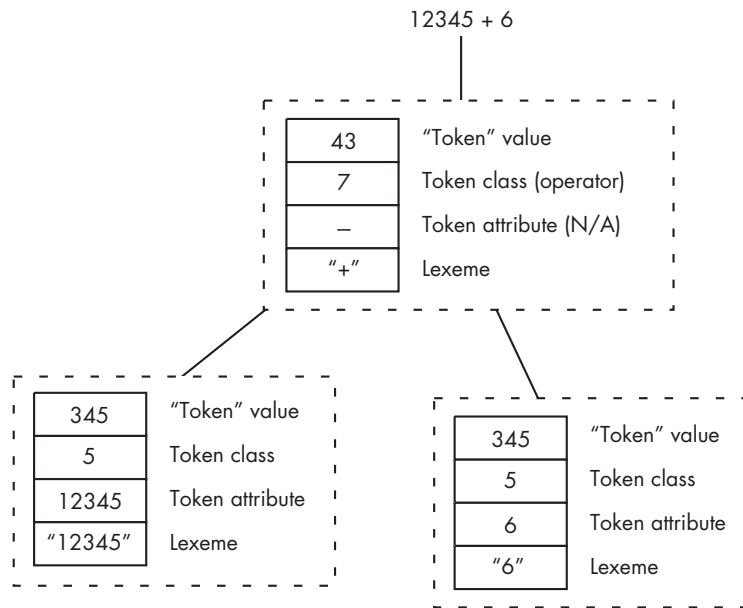 12345 + 6
43 “Token” value
7 Token class (operator)
– Token attribute (N/A)
“+” Lexeme
345 “Token” value
5 Token class
12345 Token attribute
“12345” Lexeme
345 “Token” value
5 Token class
6 Token attribute
“6” Lexeme